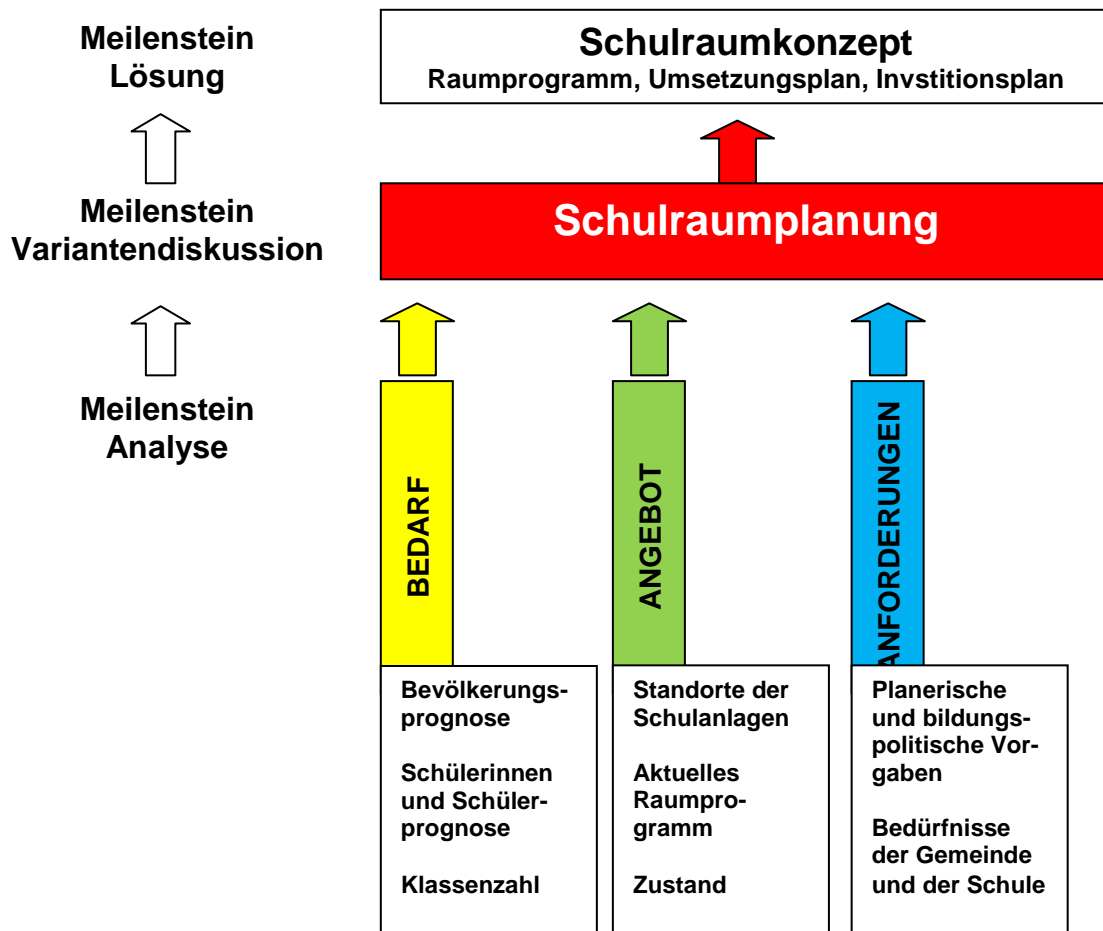 Meilenstein
Lösung
Schulraumkonzept
Raumprogramm, Umsetzungsplan, Invstitionsplan
Meilenstein
Variantendiskussion
Schulraumplanung
Meilenstein
Analyse
BEDARF
ANGEBOT
ANFORDERUNGEN
Bevölkerungs-
prognose
Schülerinnen
und Schüler-
prognose
Klassenzahl
Standorte der
Schulanlagen
Aktuelles
Raumpro-
gramm
Zustand
Planerische
und bildungs-
politische Vor-
gaben
Bedürfnisse
der Gemeinde
und der Schule